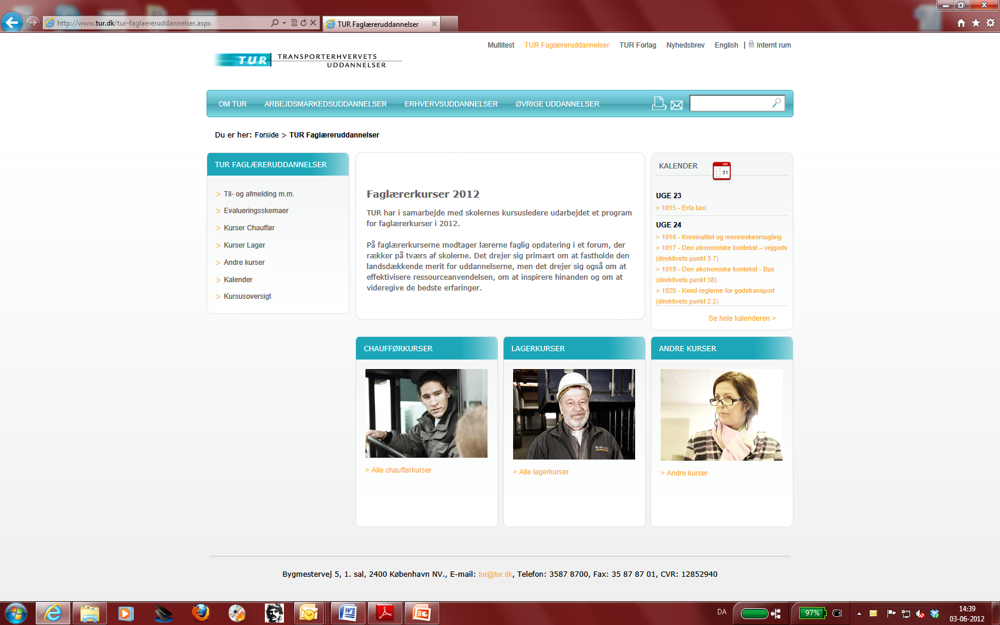 http://www.tur.dk/tur-faglaereruddannelser.aspx
TUR Faglæreruddannelser
Multitest
TUR Faglæreruddannelser
TUR Forlag
Nyhedsbrev
English
| Internt rum
TUR
TRANSPORTERHVERVETS
UDDANNELSER
OM TUR
ARBEJDSMARKEDSUDDANNELSER
ERHVERVSUDDANNELSER
ØVRIGE UDDANNELSER
Du er her: Forside > TUR Faglæreruddannelser
TUR FAGLÆRERUDDANNELSER
> Til- og afmelding m.m.
> Evalueringsskemaer
> Kurser Chauffør
> Kurser Lager
> Andre kurser
> Kalender
> Kursusoversigt
Faglærerkurser 2012
TUR har i samarbejde med skolernes kursusledere udarbejdet et program
for faglærerkurser i 2012.
På faglærerkurserne modtager lærerne faglig opdatering i et forum, der
rækker på tværs af skolerne. Det drejer sig primært om at fastholde den
landsdækkende merit for uddannelserne, men det drejer sig også om at
effektivisere ressourceanvendelsen, om at inspirere hinanden og om at
videregive de bedste erfaringer.
KALENDER
APR
21
UGE 23
> 1015 - Erfa taxi
UGE 24
> 1016 - Kriminalitet og menneskesmugling
> 1017 - Den økonomiske kontekst – vejgods
(direktivets punkt 3.7)
> 1019 - Den økonomiske kontekst - Bus
(direktivets punkt 38)
> 1020 - Kend reglerne for godstransport
(direktivets punkt 2.2)
Se hele kalenderen >
CHAUFFØRKURSER
> Alle chaufførkurser
LAGERKURSER
> Alle lagerkurser
ANDRE KURSER
> Andre kurser
Bygmestervej 5, 1. sal, 2400 København NV., E-mail: tur@tur.dk, Telefon: 3587 8700, Fax: 35 87 87 01, CVR: 12852940
DA
97%
14:39
03-06-2012